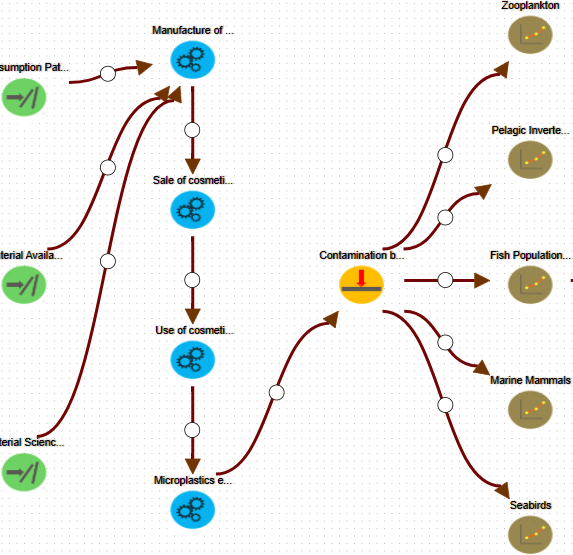 Zooplankton
Manufacture of ...
sumption Pat...
Pelagic Inverte...
Sale of cosmeti...
terial Availa...
Contamination b...
Fish Population...
Use of cosmeti...
Marine Mammals
terial Scienc...
Microplastics e...
Seabirds